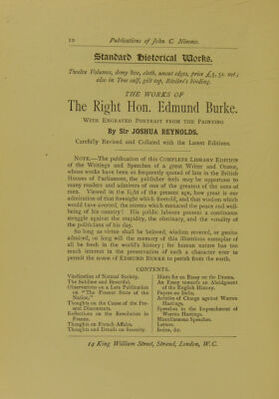 12 Publications of John C. Nimmo.
Standard Historical Works.
Twelve Volumes, demy 8vo, cloth, uncut edges, price £5. 5s. net;
also in Tree calf, gilt top, Rivière's binding.
THE WORKS OF
The Right Hon. Edmund Burke.
WITH ENGRAVED PORTRAIT FROM THE PAINTING
By Sir JOSHUA REYNOLDS.
Carefully Revised and Collated with the Latest Editions.
NOTE.—The publication of this COMPLETE LIBRARY EDITION
of the Writings and Speeches of a great Writer and Orator,
whose works have been so frequently quoted of late in the British
Houses of Parliament, the publisher feels may be opportune to
many readers and admirers of one of the greatest of the sons of
men. Viewed in the light of the present age, how great is our
admiration of that foresight which foretold, and that wisdom which
would have averted, the storms which menaced the peace and well-
being of his country! His public labours present a continuous
struggle against the stupidity, the obstinacy, and the venality of
the politicians of his day.
So long as virtue shall be beloved, wisdom revered, or genius
admired, so long will the memory of this illustrious exemplar of
all be fresh in the world's history; for human nature has too
much interest in the preservation of such a character ever to
permit the name of EDMUND BURKE to perish from the earth.
CONTENTS.
Vindication of Natural Society.
The Sublime and Beautiful.
Observations on a Late Publication
on "The Present State of the
Nation."
Thoughts on the Cause of the Pre-
sent Discontents.
Reflections on the Revolution in
France.
Thoughts on French Affairs.
Thoughts and Details on Scarcity.
Hints for an Essay on the Drama.
An Essay towards an Abridgment
of the English History.
Papers on India.
Articles of Charge against Warren
Hastings.
Speeches in the Impeachment of
Warren Hastings.
Miscellaneous Speeches.
Letters.
Index, &c.
14 King William Street, Strand, London, W.C.